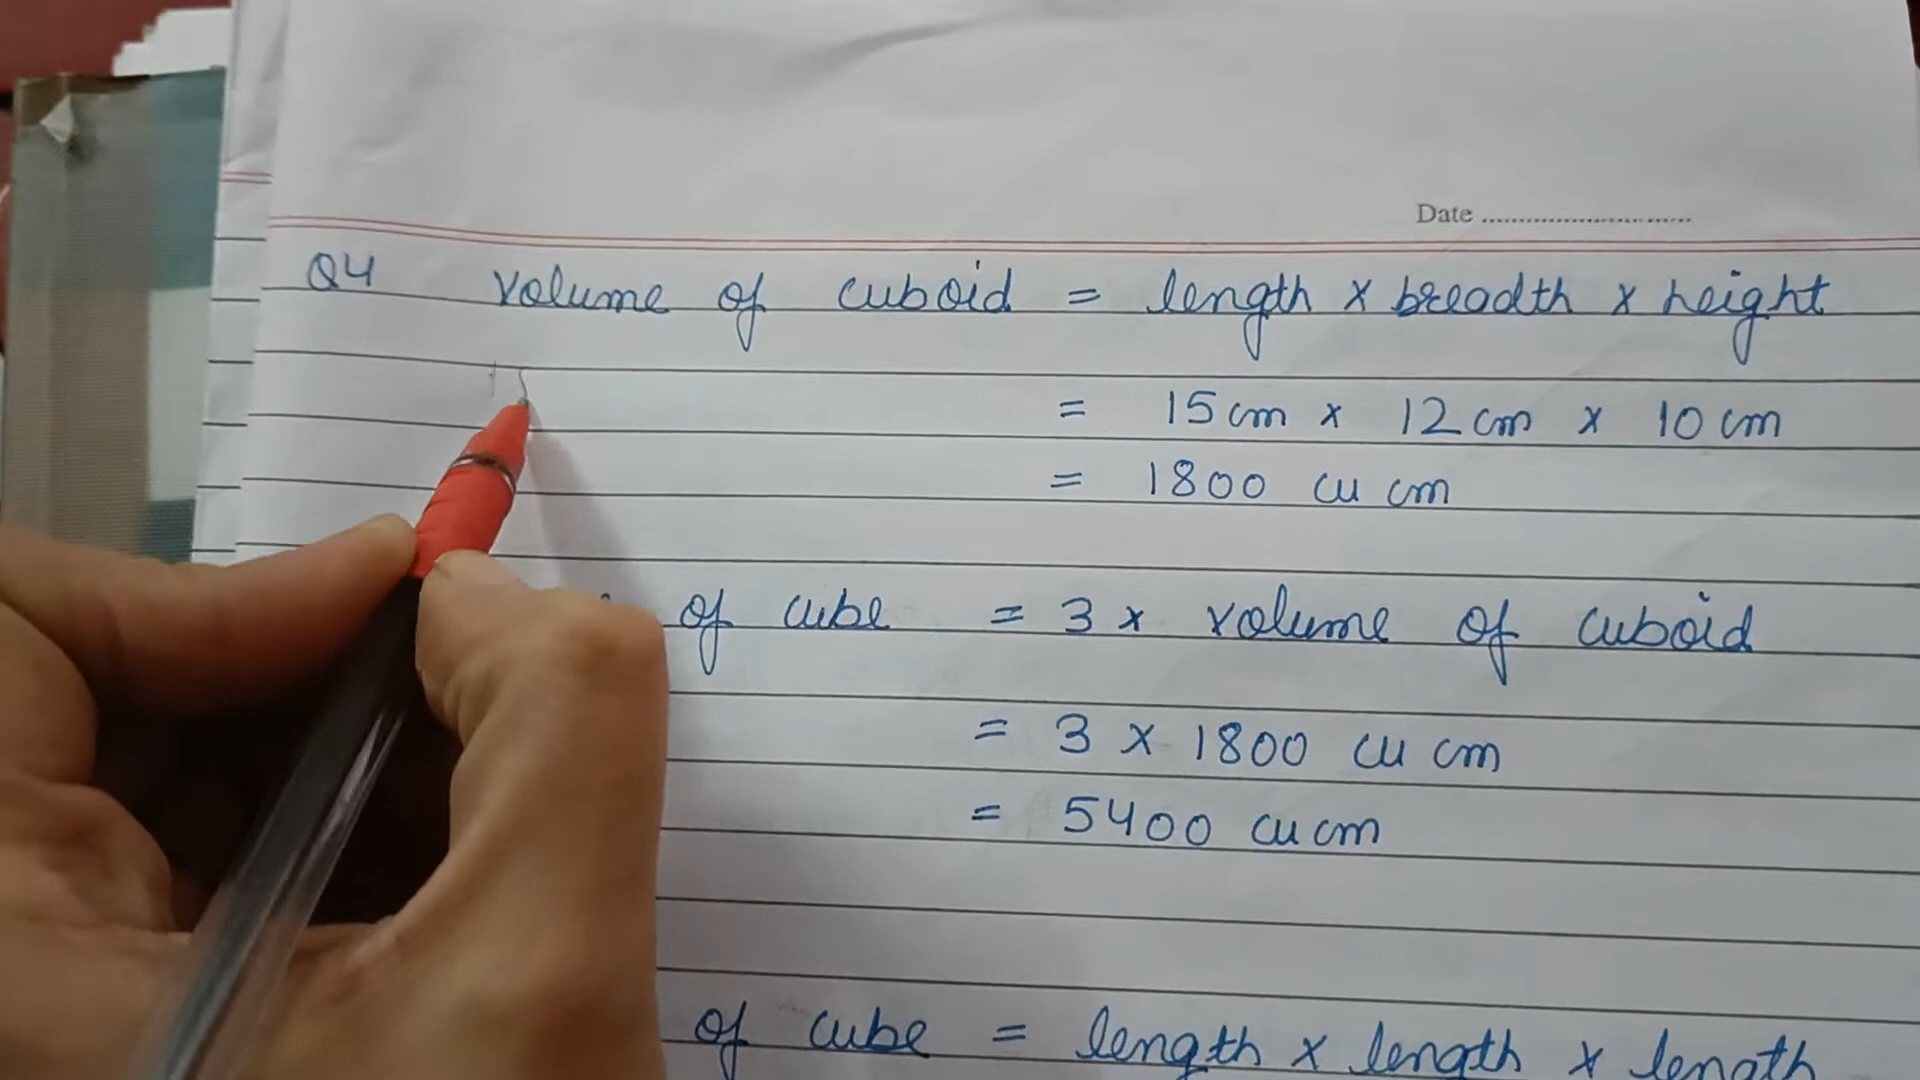 Date
Q4 Volume of cuboid = length x breadth x height
= 15 cm x 12 cm x 10 cm
= 1800 cu cm
of cube = 3 x volume of cuboid
= 3 x 1800 cu cm
= 5400 cu cm
of cube = length x length x length